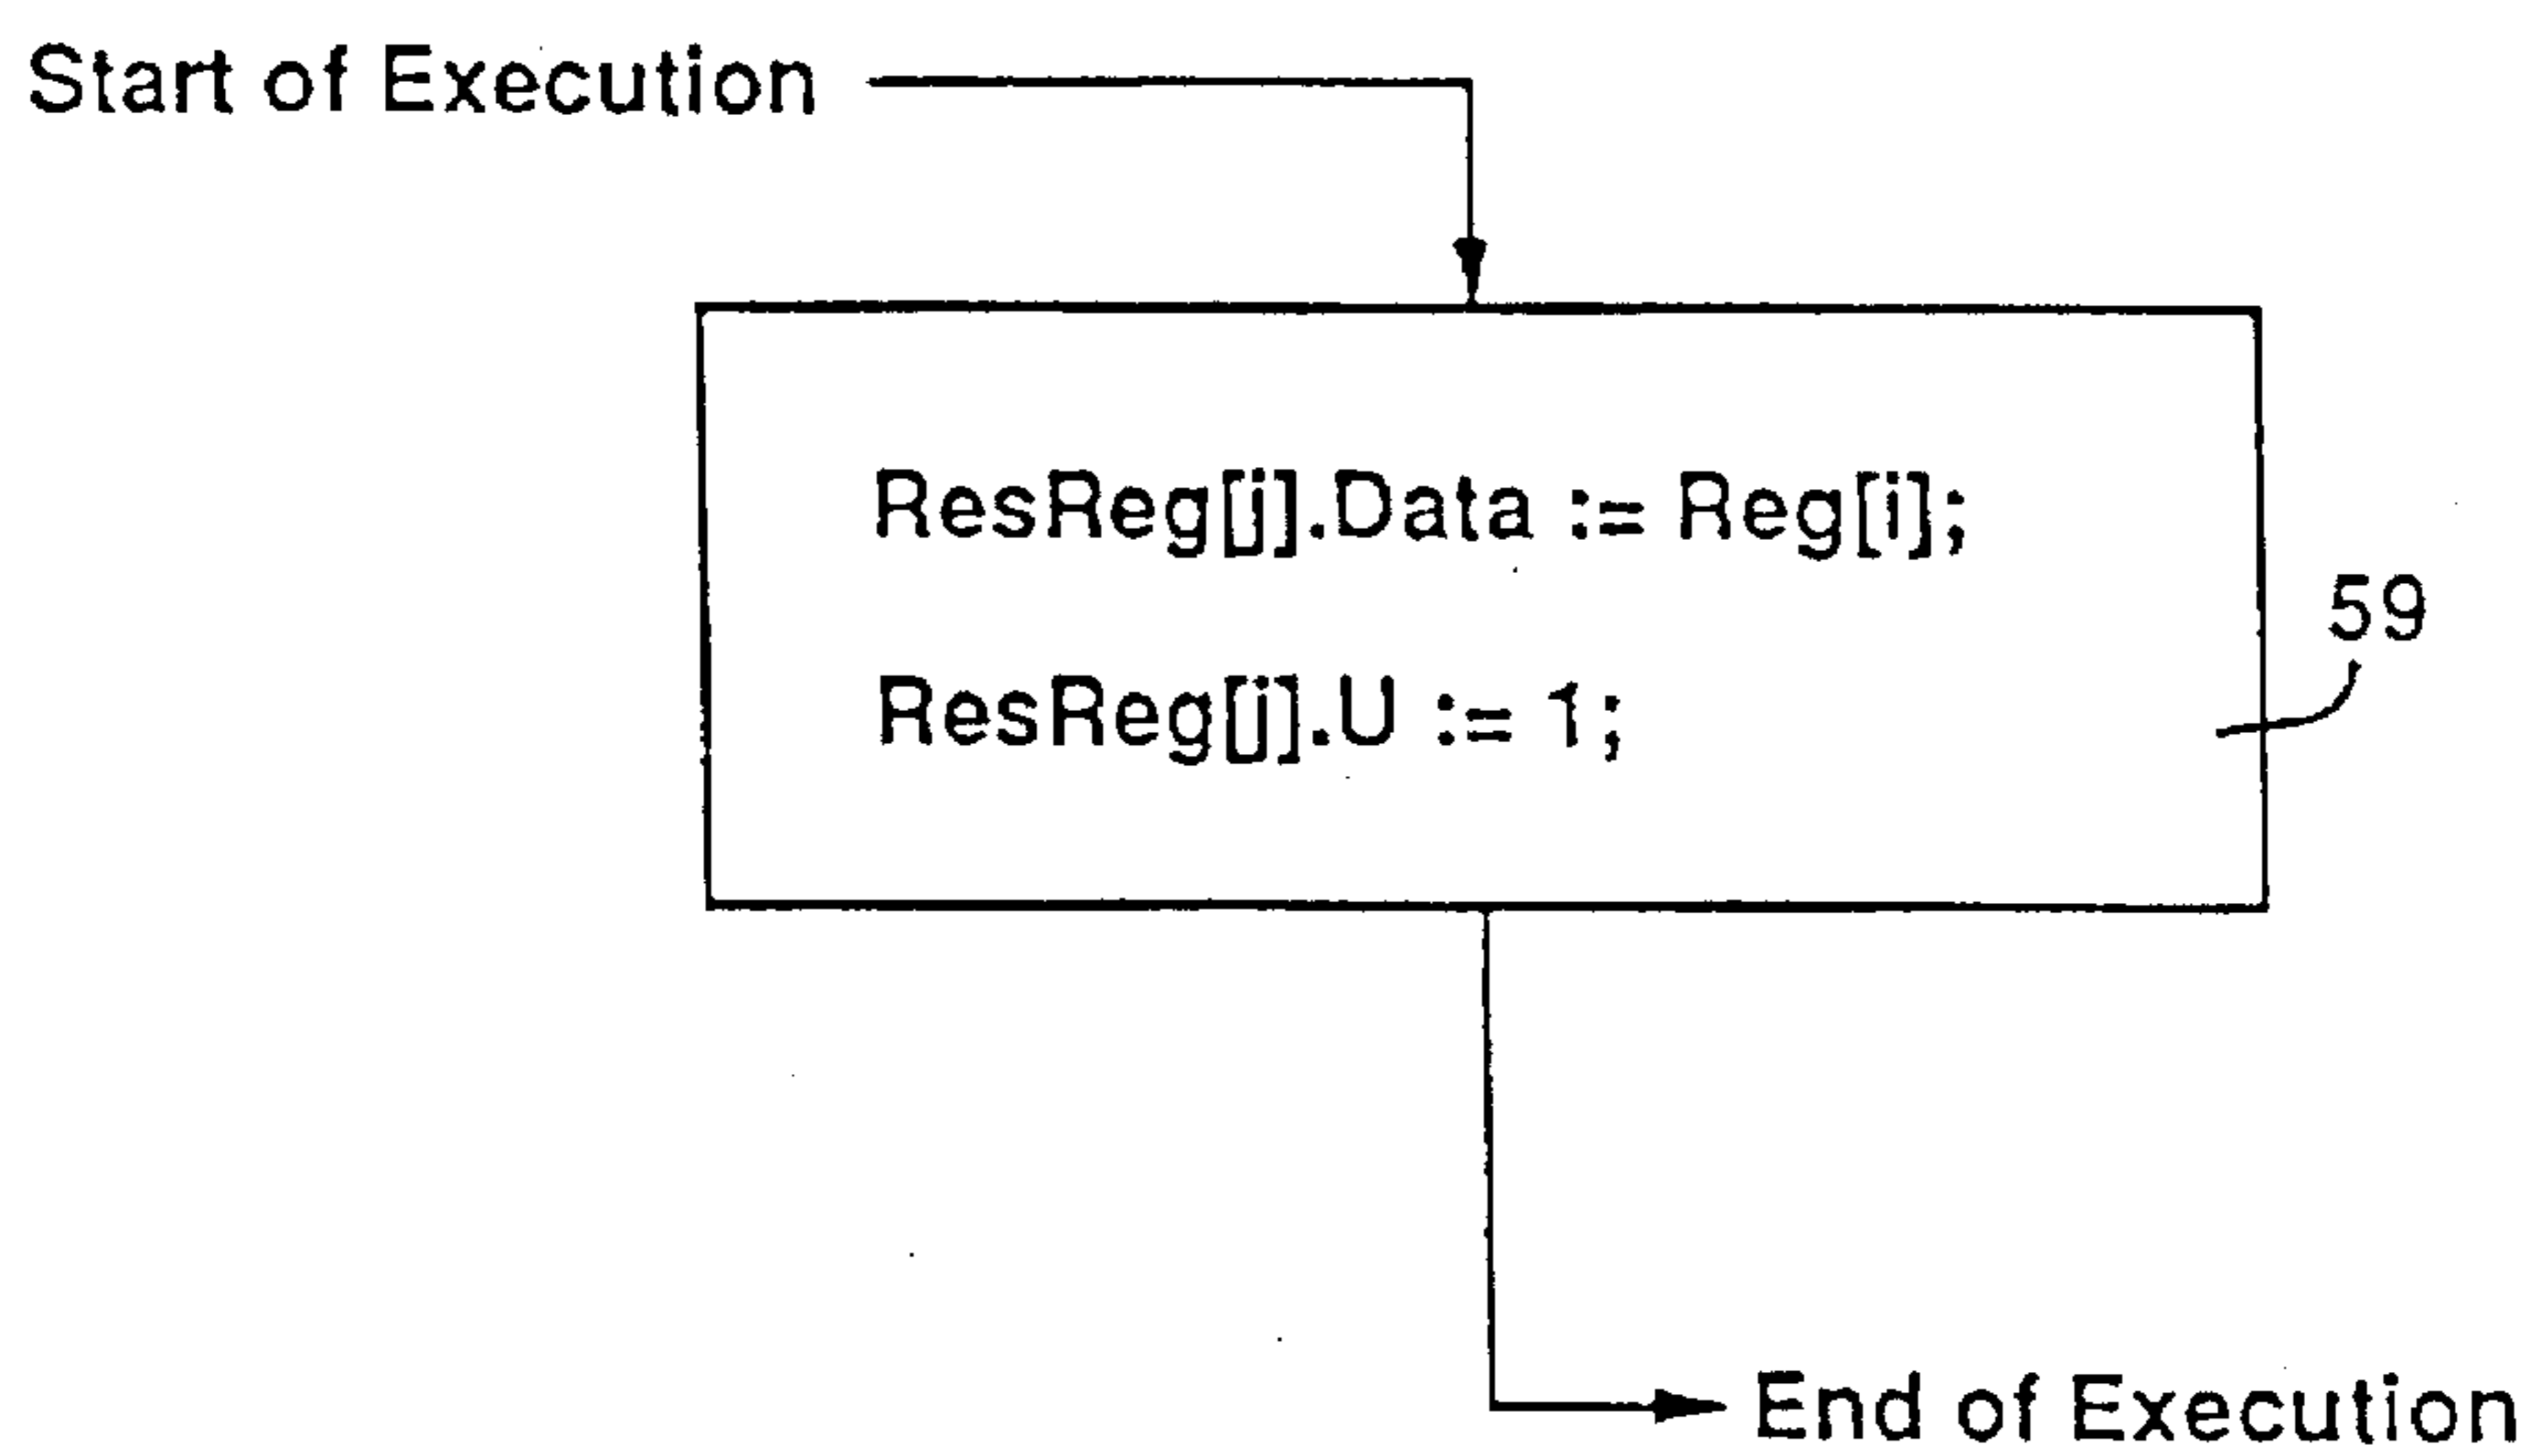 Start of Execution
ResReg[j].Data := Reg[i];
59
ResReg[j].U := 1;
End of Execution